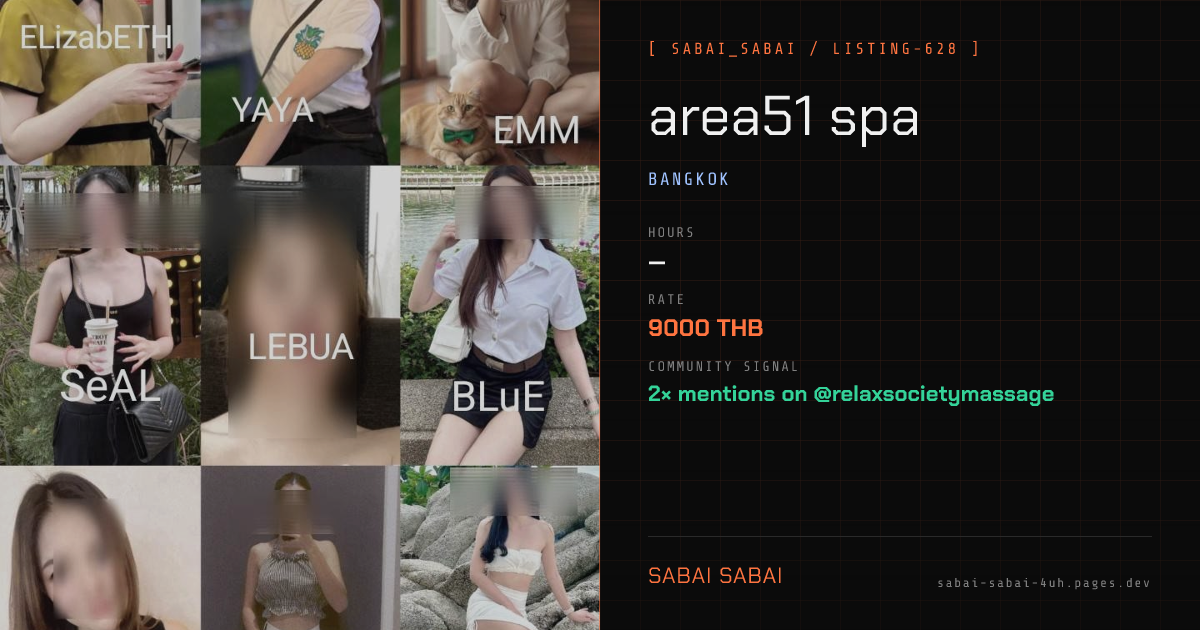 ELizabETH
YAYA
EMM
SeAL
LEBUA
BLuE
[ SABAI_SABAI / LISTING-628 ]
area51 spa
BANGKOK
HOURS
—
RATE
9000 THB
COMMUNITY SIGNAL
2× mentions on @relaxsocietymassage
SABAI SABAI
sabai-sabai-4uh.pages.dev